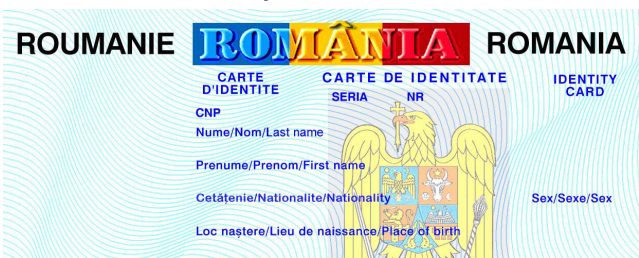 ROUMANIE ROMÂNIA ROMANIA
CARTE D'IDENTITE
CARTE DE IDENTITATE
IDENTITY CARD
SERIA NR
CNP
Nume/Nom/Last name
Prenume/Prenom/First name
Cetățenie/Nationalite/Nationality Sex/Sexe/Sex
Loc naștere/Lieu de naissance/Place of birth